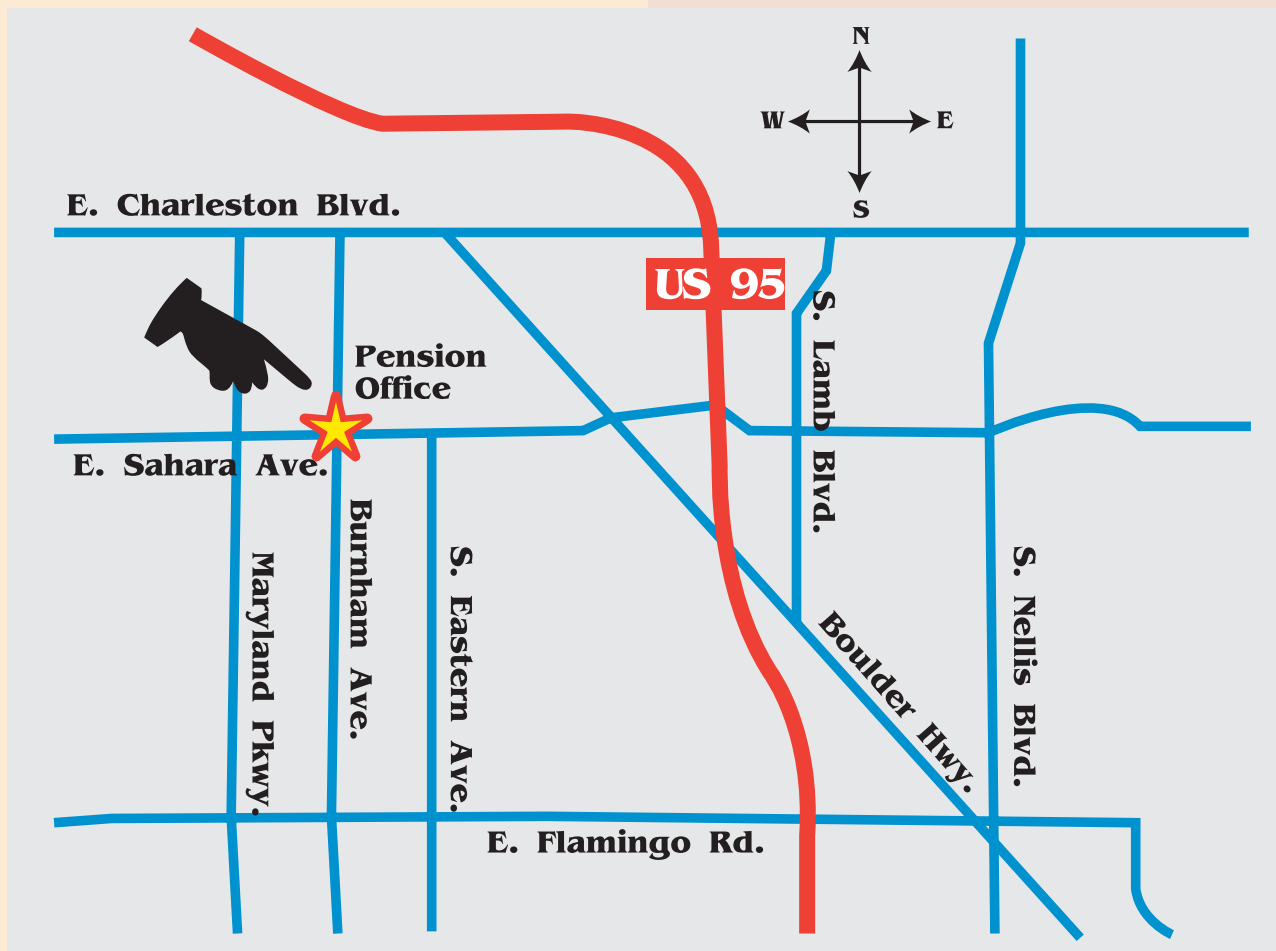 N
W
E
S
E. Charleston Blvd.
US 95
S. Lamb Blvd.
Pension
Office
E. Sahara Ave.
Maryland Pkwy.
Burnham Ave.
S. Eastern Ave.
Boulder Hwy.
S. Nellis Blvd.
E. Flamingo Rd.